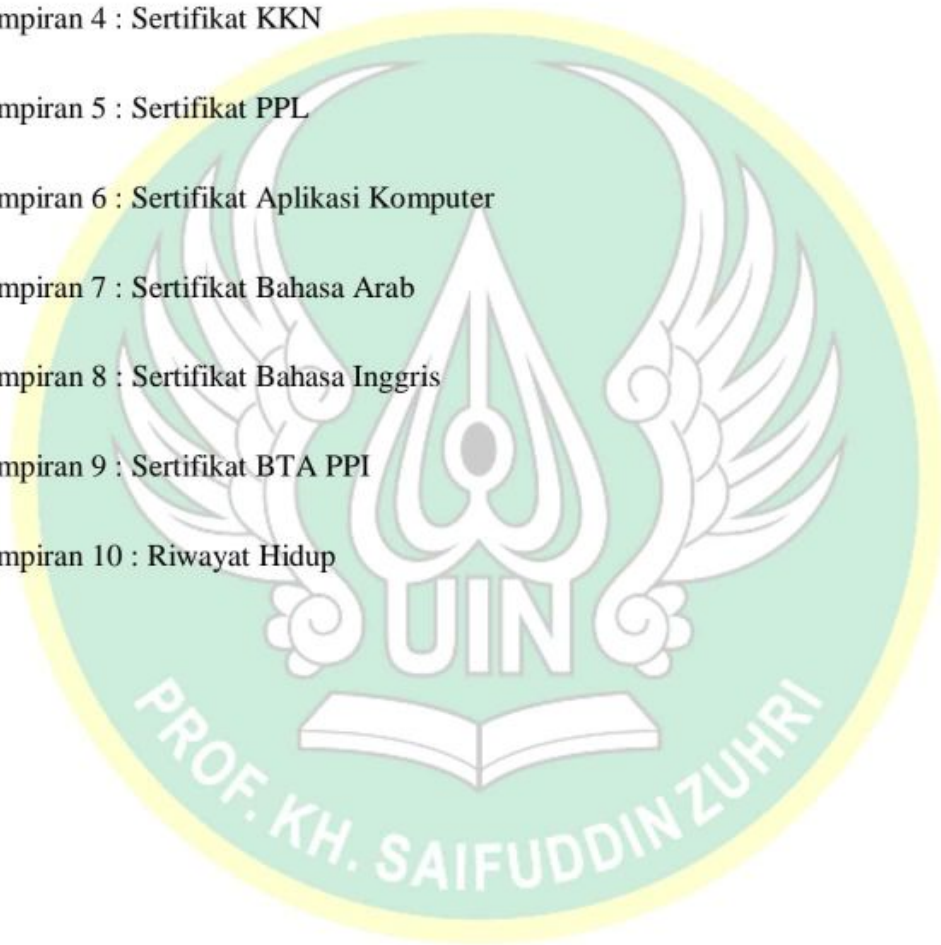 mpiran 4 : Sertifikat KKN
mpiran 5 : Sertifikat PPL
mpiran 6 : Sertifikat Aplikasi Komputer
mpiran 7 : Sertifikat Bahasa Arab
mpiran 8 : Sertifikat Bahasa Inggris
mpiran 9 : Sertifikat BTA PPI
mpiran 10 : Riwayat Hidup
UIN
PROF. KH. SAIFUDDIN ZUHRI